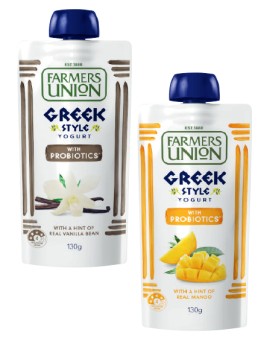 EST 1888
FARMERS
UNION
GREEK
STYLE
YOGURT
WITH
PROBIOTICS
WITH A HINT OF
REAL VANILLA BEAN
130g
EST 1888
FARMERS
UNION
GREEK
STYLE
YOGURT
WITH
PROBIOTICS
WITH A HINT OF
REAL MANGO
130g